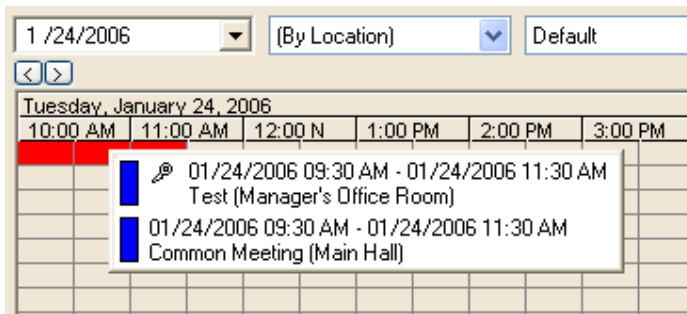 1 /24/2006 (By Location) Default
< >
Tuesday, January 24, 2006
10:00 AM 11:00 AM 12:00 N 1:00 PM 2:00 PM 3:00 PM
01/24/2006 09:30 AM - 01/24/2006 11:30 AM
Test (Manager's Office Room)
01/24/2006 09:30 AM - 01/24/2006 11:30 AM
Common Meeting (Main Hall)